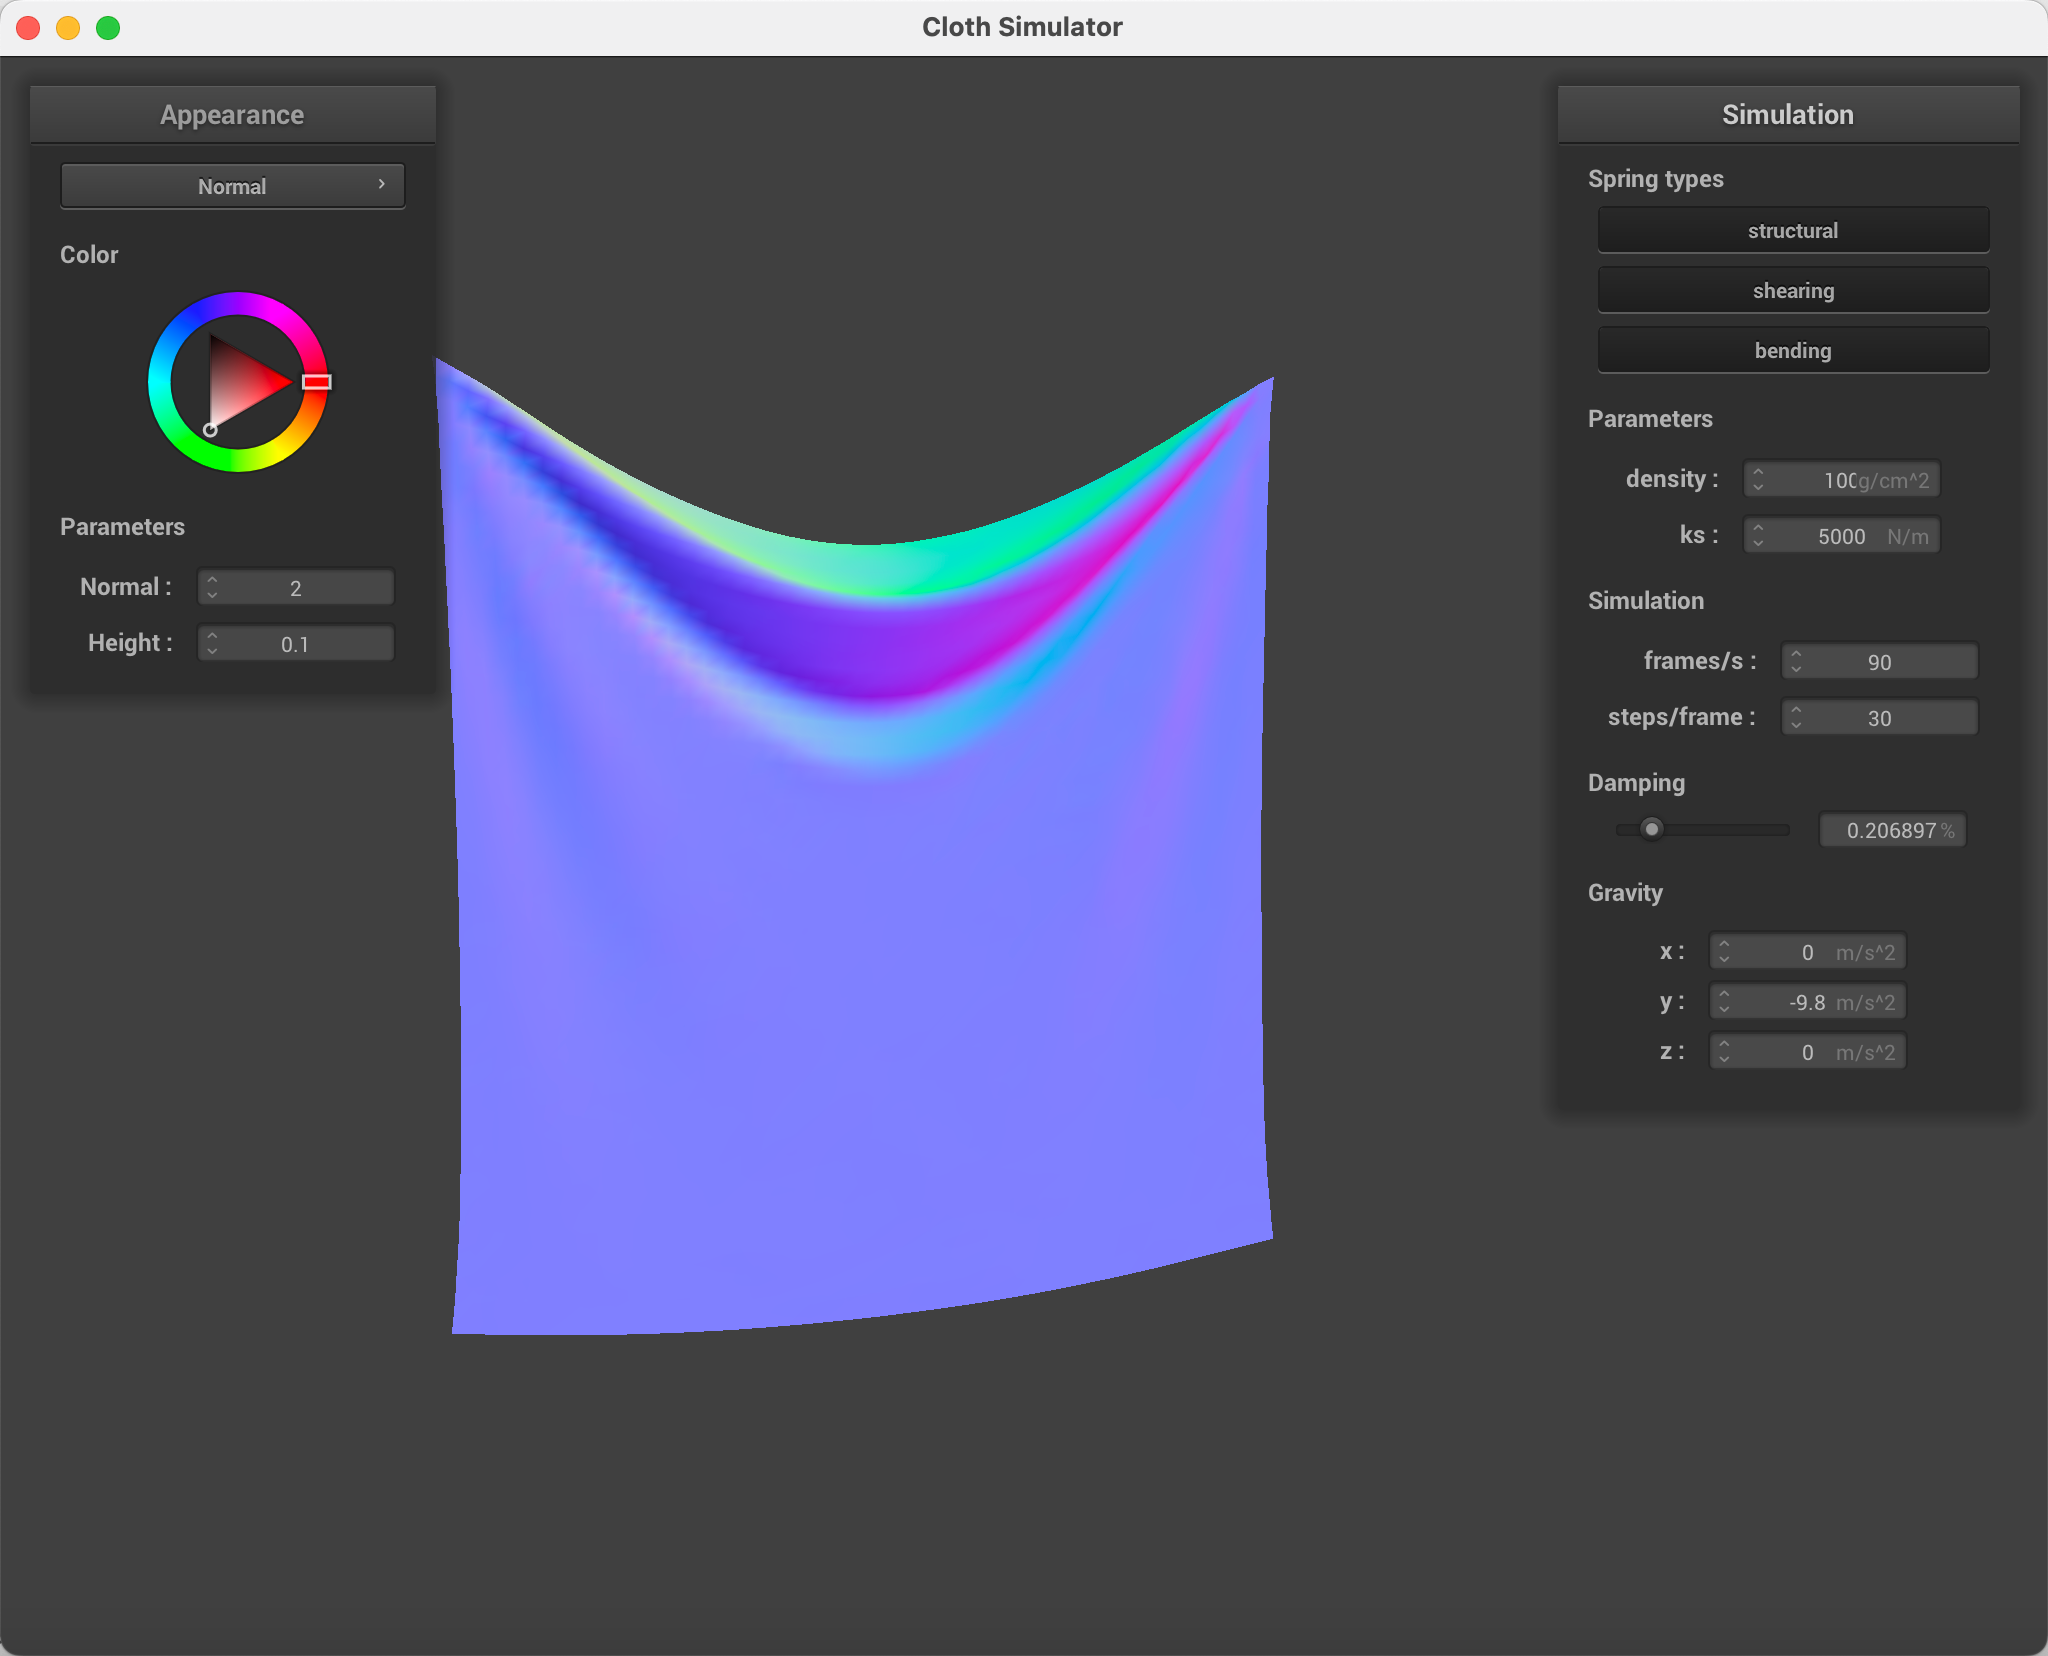 Cloth Simulator
Appearance
Normal
Color
Parameters
Normal : 2
Height : 0.1
Simulation
Spring types
structural
shearing
bending
Parameters
density : 100 g/cm^2
ks : 5000 N/m
Simulation
frames/s : 90
steps/frame : 30
Damping
0.206897 %
Gravity
x : 0 m/s^2
y : -9.8 m/s^2
z : 0 m/s^2